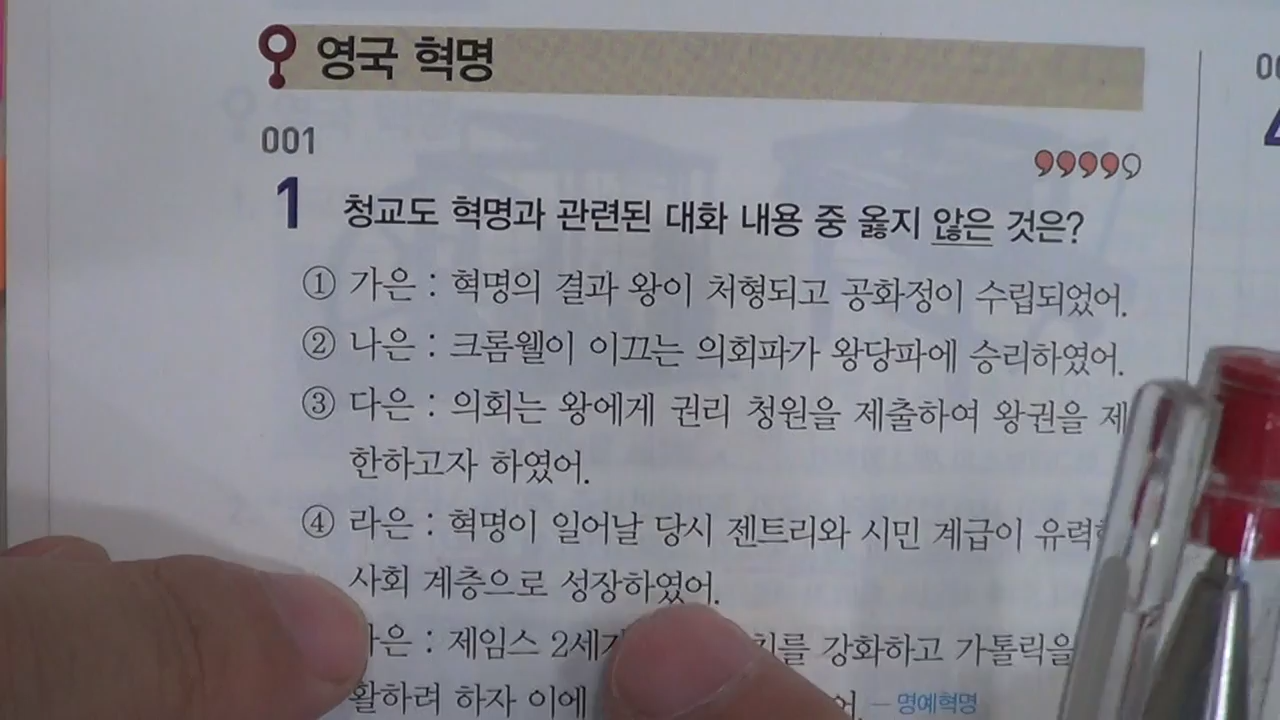 영국 혁명
001
1 청교도 혁명과 관련된 대화 내용 중 옳지 않은 것은?
① 가은 : 혁명의 결과 왕이 처형되고 공화정이 수립되었어.
② 나은 : 크롬웰이 이끄는 의회파가 왕당파에 승리하였어.
③ 다은 : 의회는 왕에게 권리 청원을 제출하여 왕권을 제
한하고자 하였어.
④ 라은 : 혁명이 일어날 당시 젠트리와 시민 계급이
사회 계층으로 성장하였어.
: 제임스 2세가 강화하고 가톨릭을
활하려 하자 이에 어. – 명예혁명